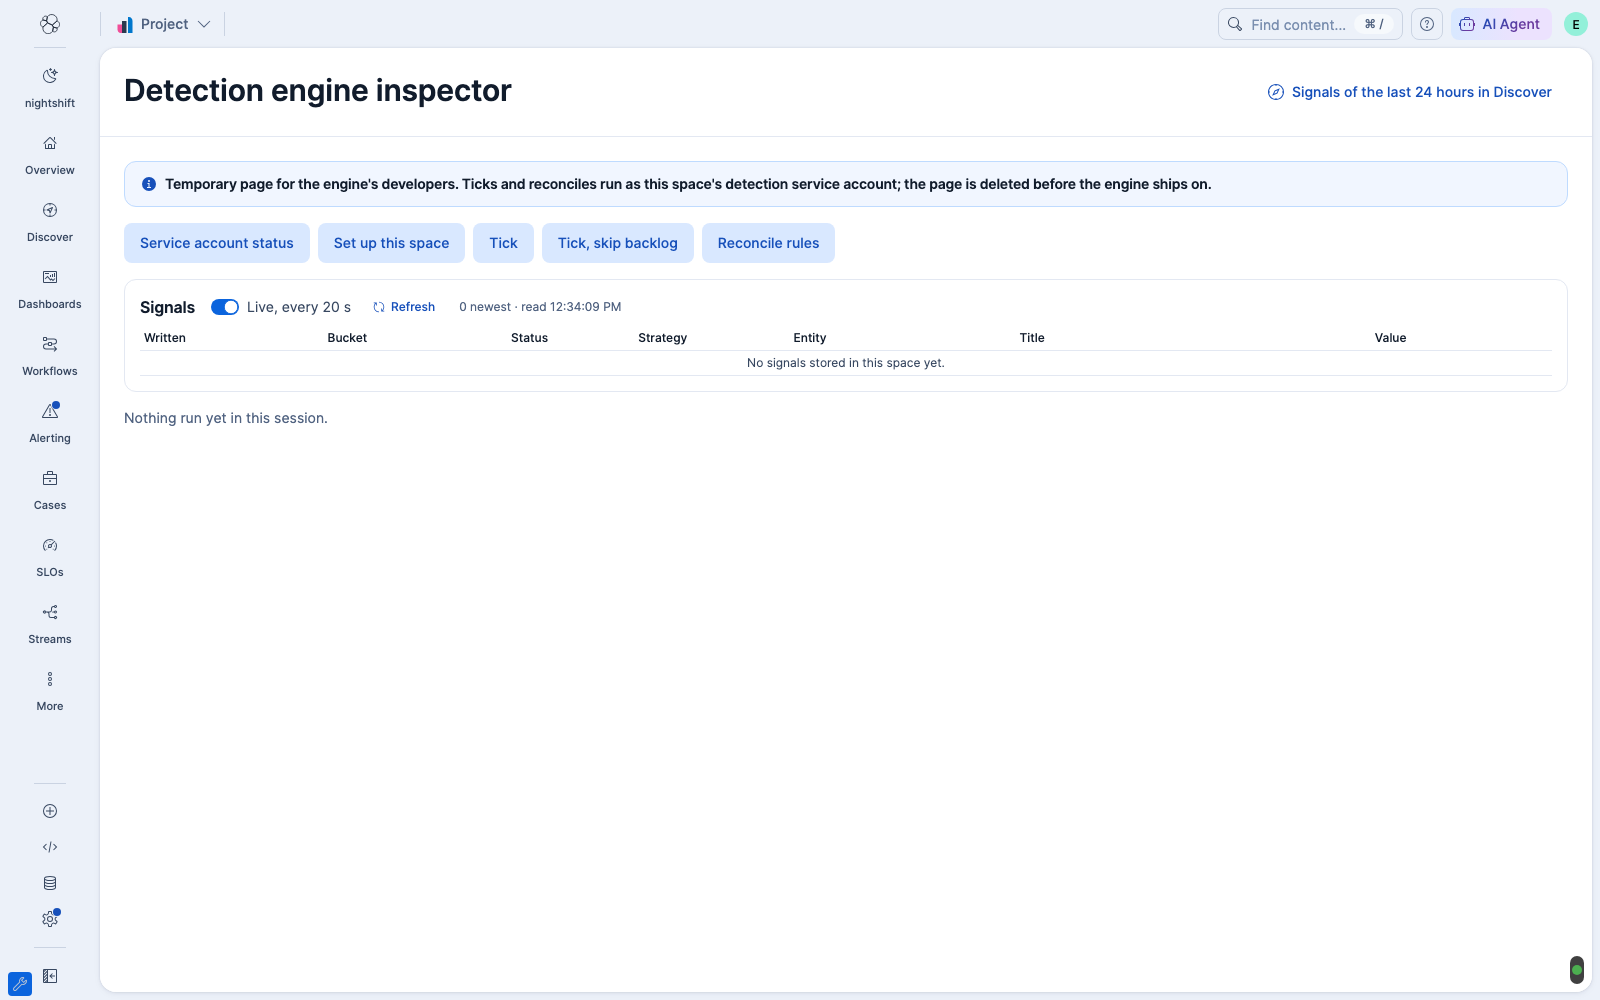 Project
Find content...
⌘ /
AI Agent
E
nightshift
Overview
Discover
Dashboards
Workflows
Alerting
Cases
SLOs
Streams
More
Detection engine inspector
Signals of the last 24 hours in Discover
Temporary page for the engine's developers. Ticks and reconciles run as this space's detection service account; the page is deleted before the engine ships on.
Service account status
Set up this space
Tick
Tick, skip backlog
Reconcile rules
Signals
Live, every 20 s
Refresh
0 newest · read 12:34:09 PM
Written Bucket Status Strategy Entity Title Value
No signals stored in this space yet.
Nothing run yet in this session.